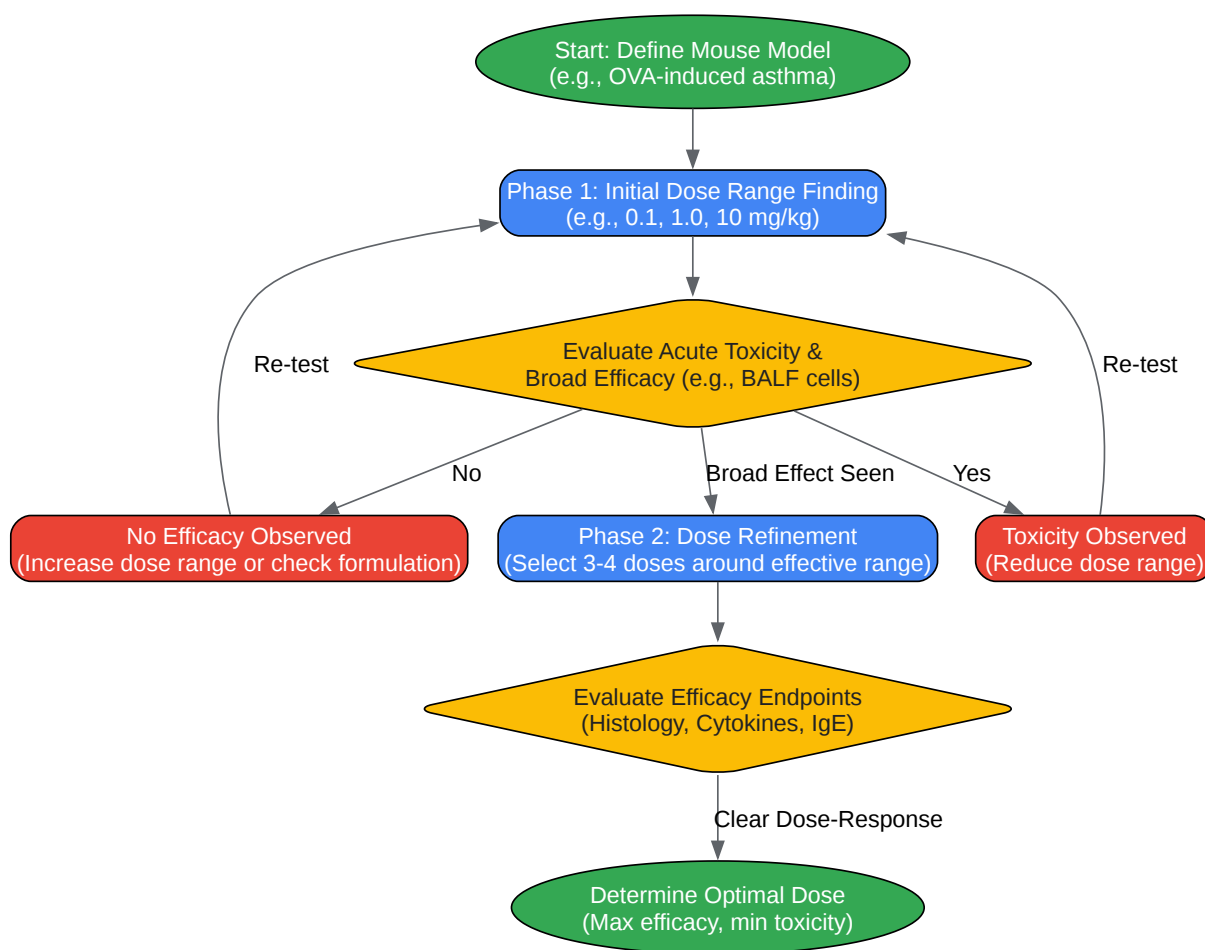 Start: Define Mouse Model
(e.g., OVA-induced asthma)
Phase 1: Initial Dose Range Finding
(e.g., 0.1, 1.0, 10 mg/kg)
Evaluate Acute Toxicity &
Broad Efficacy (e.g., BALF cells)
Re-test
Re-test
No
Broad Effect Seen
Yes
No Efficacy Observed
(Increase dose range or check formulation)
Phase 2: Dose Refinement
(Select 3-4 doses around effective range)
Toxicity Observed
(Reduce dose range)
Evaluate Efficacy Endpoints
(Histology, Cytokines, IgE)
Clear Dose-Response
Determine Optimal Dose
(Max efficacy, min toxicity)